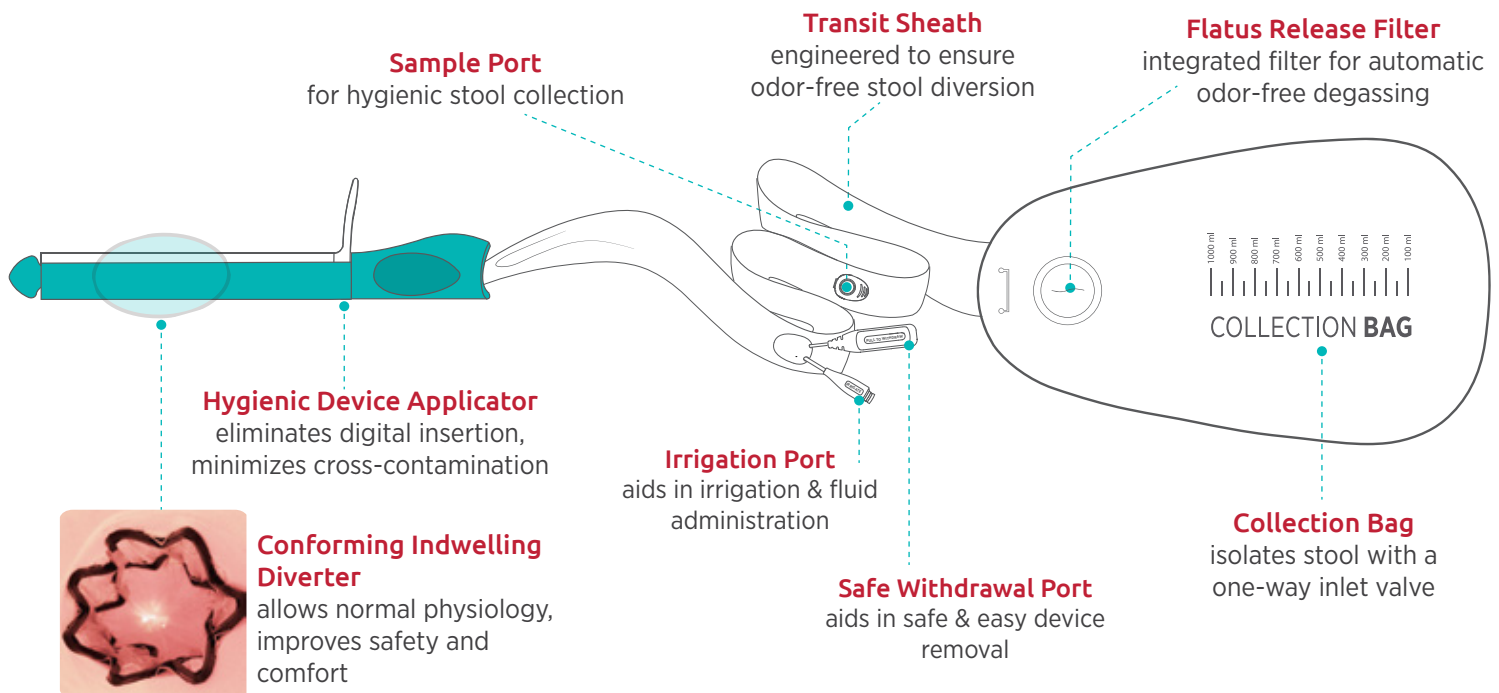 Transit Sheath
engineered to ensure
odor-free stool diversion
Flatus Release Filter
integrated filter for automatic
odor-free degassing
Sample Port
for hygienic stool collection
1000 ml
900 ml
800 ml
700 ml
600 ml
500 ml
400 ml
300 ml
200 ml
100 ml
COLLECTION BAG
PULL to WITHDRAW
Hygienic Device Applicator
eliminates digital insertion,
minimizes cross-contamination
Irrigation Port
aids in irrigation & fluid
administration
Collection Bag
isolates stool with a
one-way inlet valve
Conforming Indwelling
Diverter
allows normal physiology,
improves safety and
comfort
Safe Withdrawal Port
aids in safe & easy device
removal